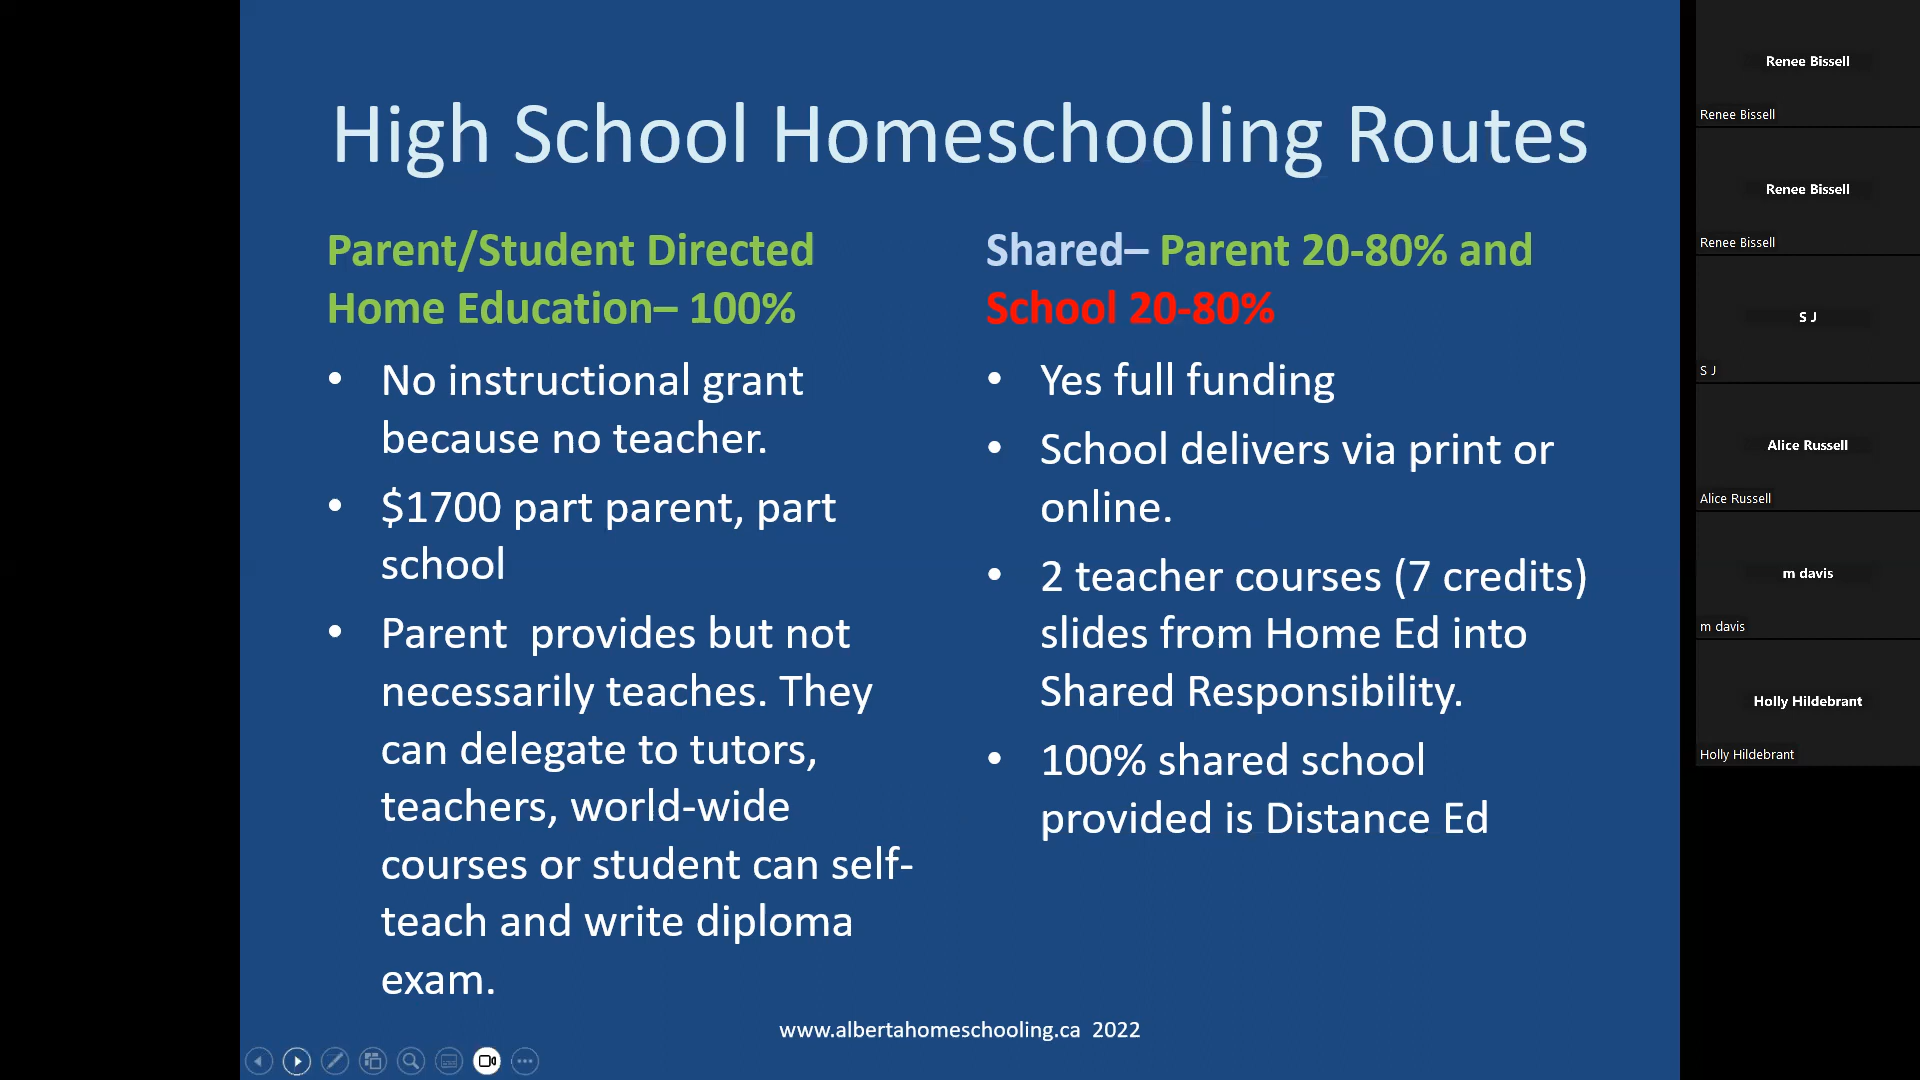 High School Homeschooling Routes
Parent/Student Directed
Home Education– 100%
• No instructional grant
because no teacher.
• $1700 part parent, part
school
• Parent  provides but not
necessarily teaches. They
can delegate to tutors,
teachers, world-wide
courses or student can self-
teach and write diploma
exam.
Shared– Parent 20-80% and
School 20-80%
• Yes full funding
• School delivers via print or
online.
• 2 teacher courses (7 credits)
slides from Home Ed into
Shared Responsibility.
• 100% shared school
provided is Distance Ed
www.albertahomeschooling.ca  2022
Renee Bissell
Renee Bissell
Renee Bissell
Renee Bissell
S J
S J
Alice Russell
Alice Russell
m davis
m davis
Holly Hildebrant
Holly Hildebrant